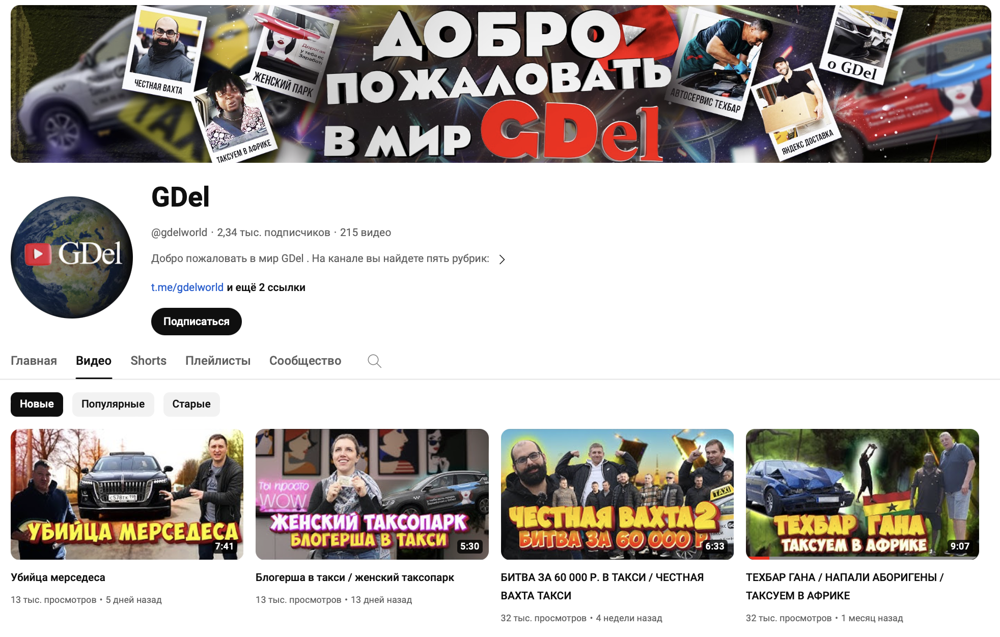 ДОБРО
ПОЖАЛОВАТЬ
В МИР GDel
ЧЕСТНАЯ ВАХТА
ЖЕНСКИЙ ПАРК
Дорогая
у тебя ес
Заработ
ТАКСУЕМ В АФРИКЕ
АВТОСЕРВИС ТЕХБАР
ЯНДЕКС ДОСТАВКА
о GDel
GDel
GDel
@gdelworld · 2,34 тыс. подписчиков · 215 видео
Добро пожаловать в мир GDel . На канале вы найдете пять рубрик:
t.me/gdelworld и ещё 2 ссылки
Подписаться
Главная
Видео
Shorts
Плейлисты
Сообщество
Новые
Популярные
Старые
С578ТК 198
УБИЙЦА МЕРСЕДЕСА
7:41
ТЫ ПРОСТО
WOW
ЖЕНСКИЙ ТАКСОПАРК
БЛОГЕРША В ТАКСИ
5:30
TAXI
ЧЕСТНАЯ ВАХТА 2
БИТВА ЗА 60 000 Р
6:33
ТЕХБАР ГАНА
ТАКСУЕМ В АФРИКЕ
9:07
Убийца мерседеса
13 тыс. просмотров • 5 дней назад
Блогерша в такси / женский таксопарк
13 тыс. просмотров • 13 дней назад
БИТВА ЗА 60 000 Р. В ТАКСИ / ЧЕСТНАЯ
ВАХТА ТАКСИ
32 тыс. просмотров • 4 недели назад
ТЕХБАР ГАНА / НАПАЛИ АБОРИГЕНЫ /
ТАКСУЕМ В АФРИКЕ
32 тыс. просмотров • 1 месяц назад